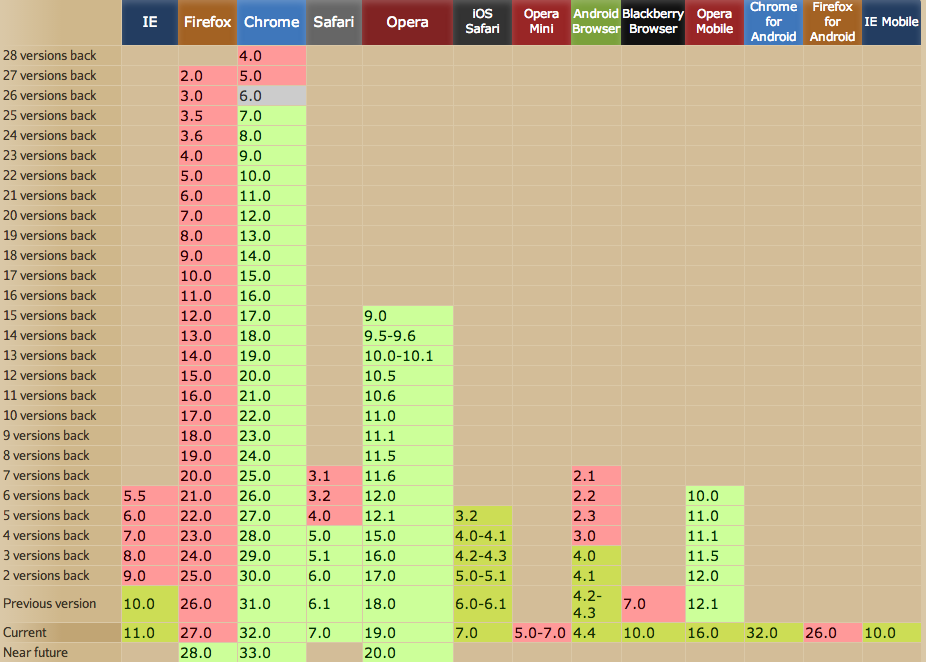 IE Firefox Chrome Safari Opera iOS Safari Opera Mini Android Browser Blackberry Browser Opera Mobile Chrome for Android Firefox for Android IE Mobile
28 versions back 4.0
27 versions back 2.0 5.0
26 versions back 3.0 6.0
25 versions back 3.5 7.0
24 versions back 3.6 8.0
23 versions back 4.0 9.0
22 versions back 5.0 10.0
21 versions back 6.0 11.0
20 versions back 7.0 12.0
19 versions back 8.0 13.0
18 versions back 9.0 14.0
17 versions back 10.0 15.0
16 versions back 11.0 16.0
15 versions back 12.0 17.0 9.0
14 versions back 13.0 18.0 9.5-9.6
13 versions back 14.0 19.0 10.0-10.1
12 versions back 15.0 20.0 10.5
11 versions back 16.0 21.0 10.6
10 versions back 17.0 22.0 11.0
9 versions back 18.0 23.0 11.1
8 versions back 19.0 24.0 11.5
7 versions back 20.0 25.0 3.1 11.6 2.1
6 versions back 5.5 21.0 26.0 3.2 12.0 2.2 10.0
5 versions back 6.0 22.0 27.0 4.0 12.1 3.2 2.3 11.0
4 versions back 7.0 23.0 28.0 5.0 15.0 4.0-4.1 3.0 11.1
3 versions back 8.0 24.0 29.0 5.1 16.0 4.2-4.3 4.0 11.5
2 versions back 9.0 25.0 30.0 6.0 17.0 5.0-5.1 4.1 12.0
Previous version 10.0 26.0 31.0 6.1 18.0 6.0-6.1 4.2-4.3 7.0 12.1
Current 11.0 27.0 32.0 7.0 19.0 7.0 5.0-7.0 4.4 10.0 16.0 32.0 26.0 10.0
Near future 28.0 33.0 20.0